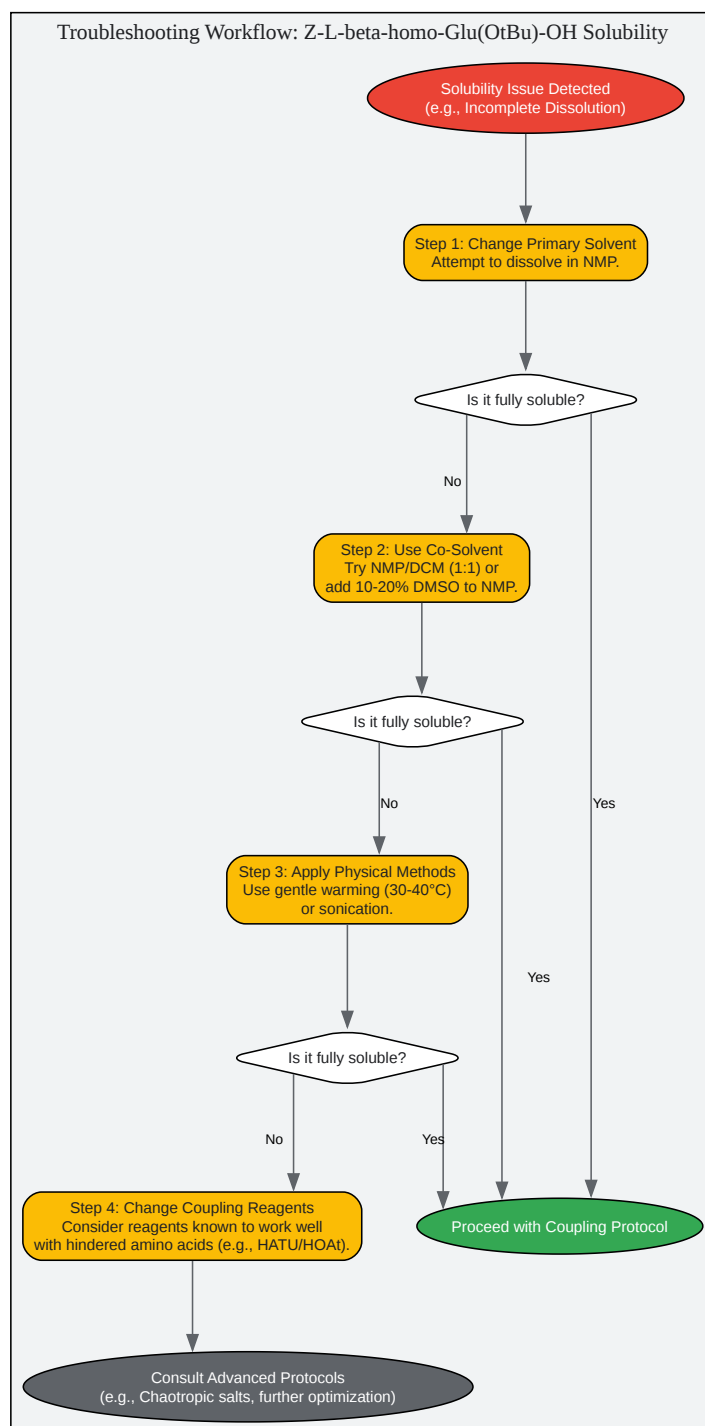 Troubleshooting Workflow: Z-L-beta-homo-Glu(OtBu)-OH Solubility
Solubility Issue Detected
(e.g., Incomplete Dissolution)
Step 1: Change Primary Solvent
Attempt to dissolve in NMP.
Is it fully soluble?
No
Step 2: Use Co-Solvent
Try NMP/DCM (1:1) or
add 10-20% DMSO to NMP.
Is it fully soluble?
No
Yes
Step 3: Apply Physical Methods
Use gentle warming (30-40°C)
or sonication.
Yes
Is it fully soluble?
No
Yes
Step 4: Change Coupling Reagents
Consider reagents known to work well
with hindered amino acids (e.g., HATU/HOAt).
Proceed with Coupling Protocol
Consult Advanced Protocols
(e.g., Chaotropic salts, further optimization)